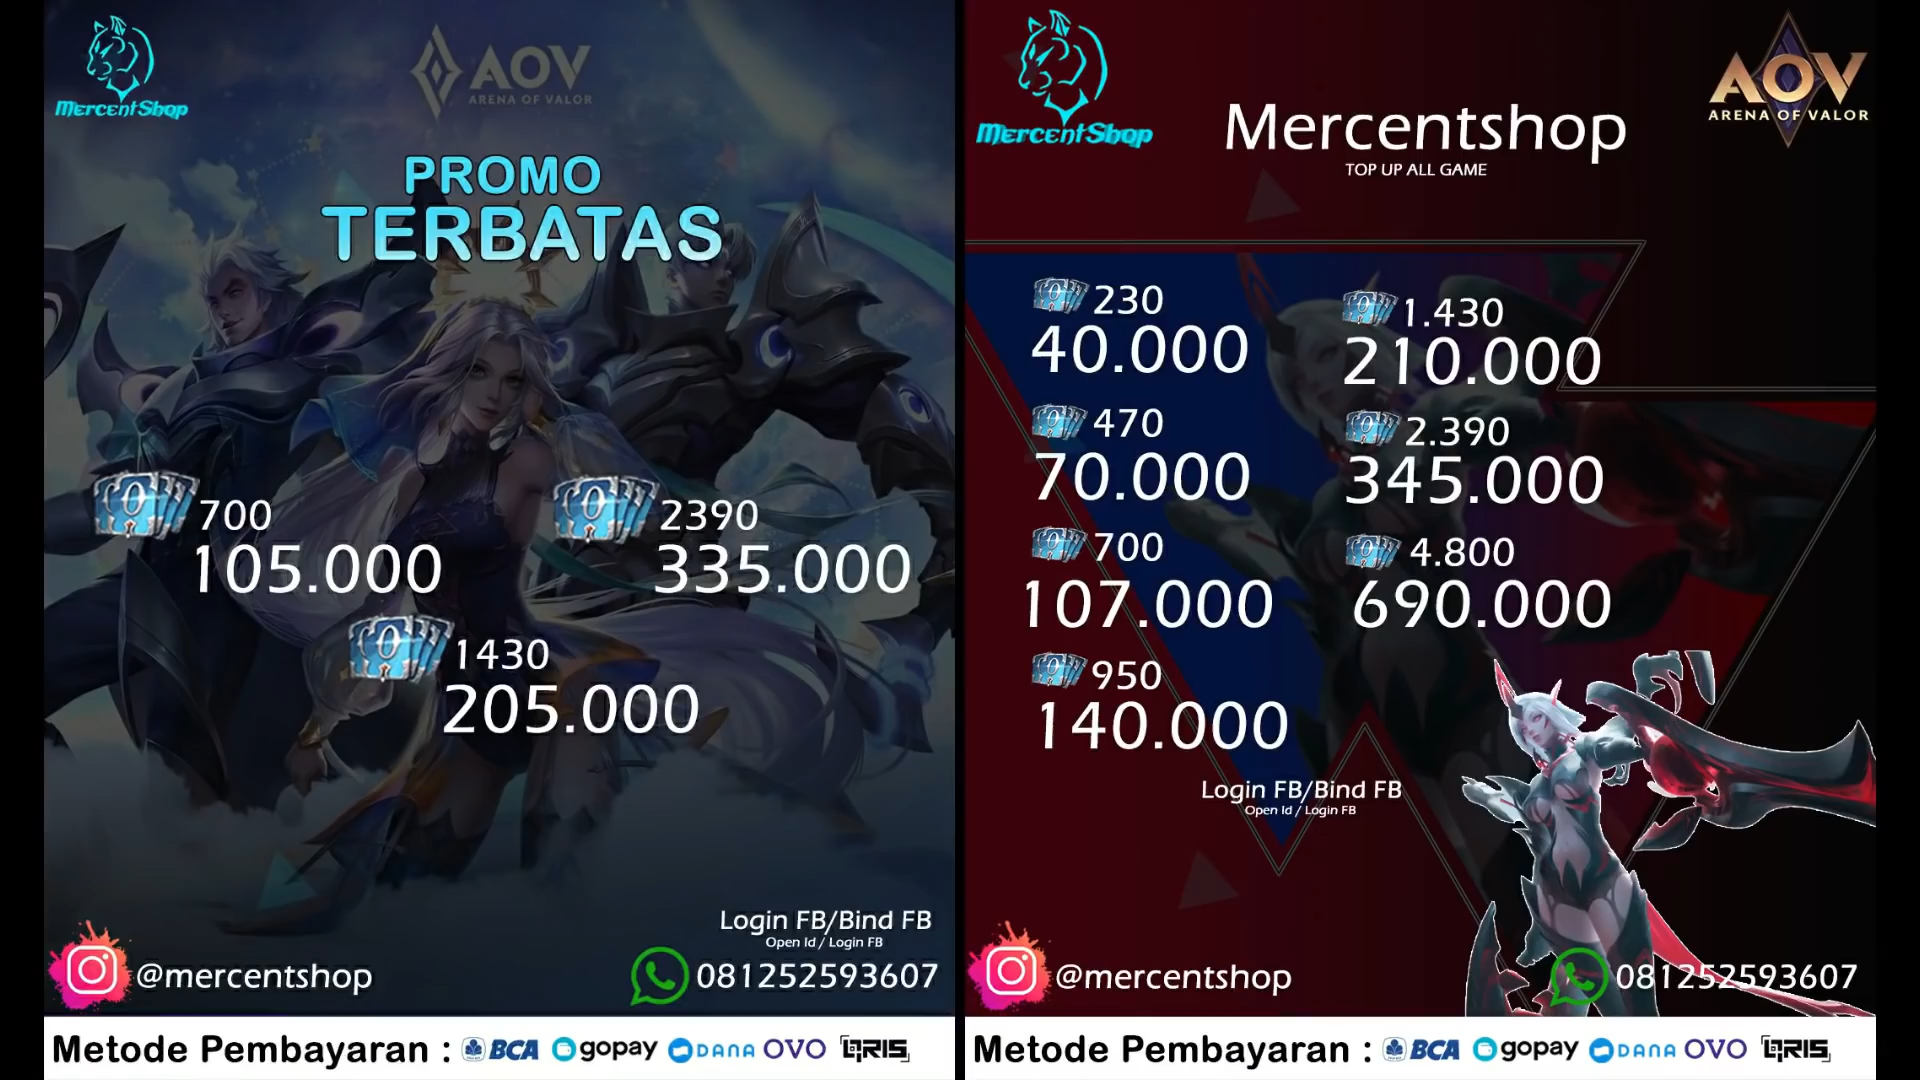 MercentShop
AOV
ARENA OF VALOR
PROMO
TERBATAS
700
105.000
2390
335.000
1430
205.000
Login FB/Bind FB
Open Id / Login FB
@mercentshop
081252593607
Metode Pembayaran : BCA gopay DANA OVO QRIS
MercentShop
Mercentshop
TOP UP ALL GAME
AOV
ARENA OF VALOR
230
40.000
470
70.000
700
107.000
950
140.000
1.430
210.000
2.390
345.000
4.800
690.000
Login FB/Bind FB
Open Id / Login FB
@mercentshop
081252593607
Metode Pembayaran : BCA gopay DANA OVO QRIS